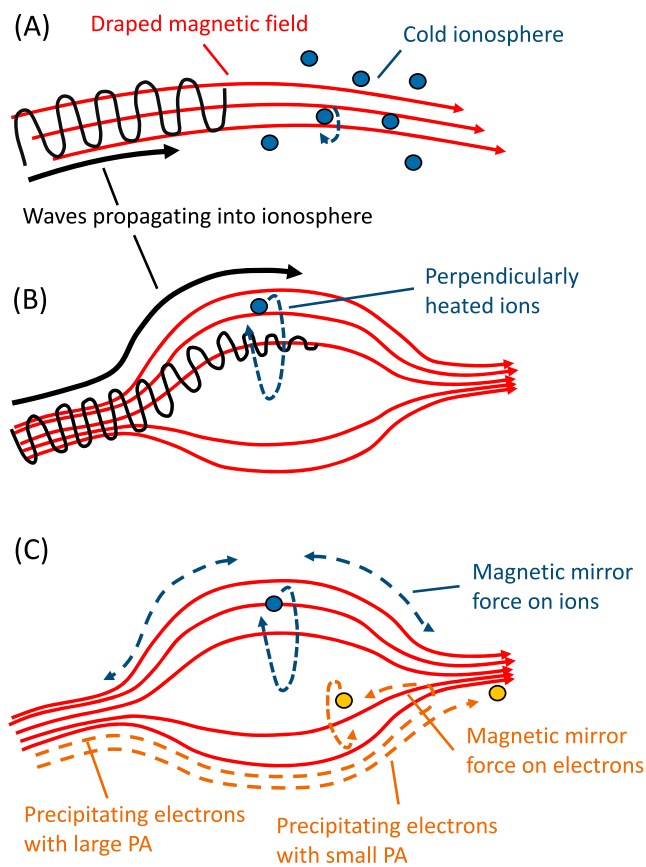 (A)
Draped magnetic field
Cold ionosphere
Waves propagating into ionosphere
(B)
Perpendicularly
heated ions
(C)
Magnetic mirror
force on ions
Magnetic mirror
force on electrons
Precipitating electrons
with large PA
Precipitating electrons
with small PA